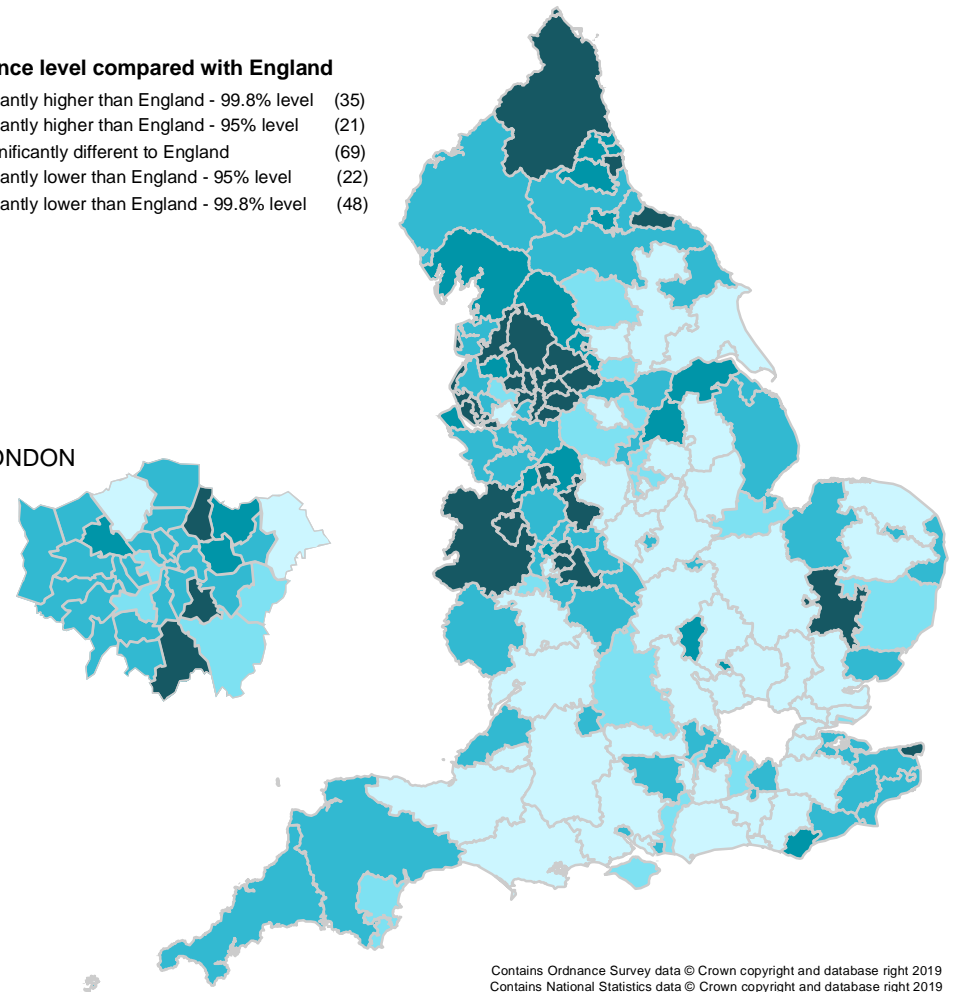 nce level compared with England
antly higher than England - 99.8% level (35)
antly higher than England - 95% level (21)
nificantly different to England (69)
antly lower than England - 95% level (22)
antly lower than England - 99.8% level (48)
ONDON
Contains Ordnance Survey data © Crown copyright and database right 2019
Contains National Statistics data © Crown copyright and database right 2019